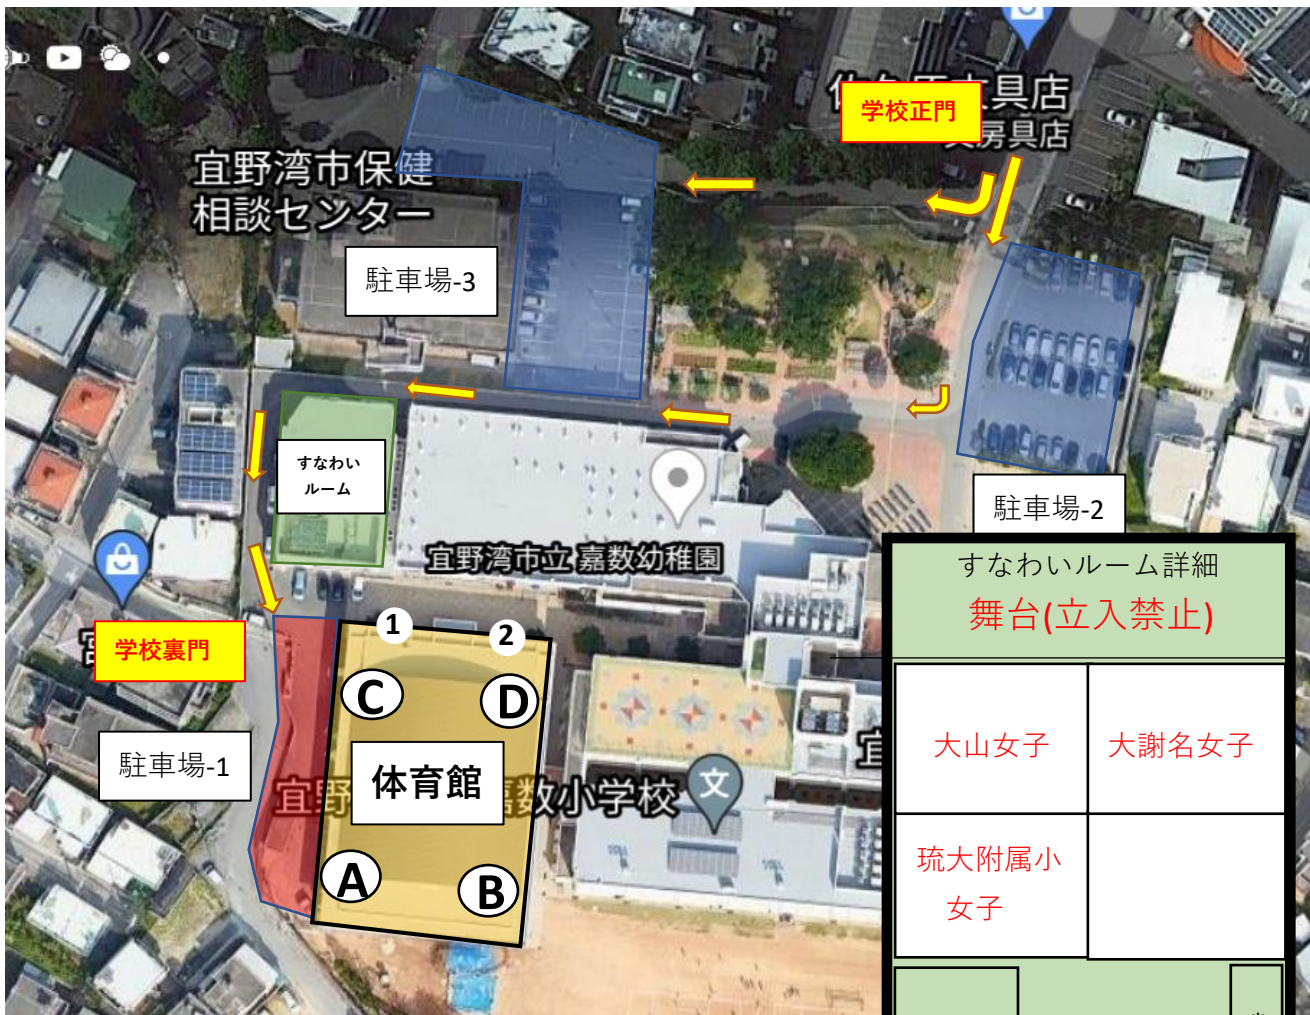 学校正門
文具店
房具店
宜野湾市保健
相談センター
駐車場-3
すなわい
ルーム
駐車場-2
宜野湾市立 嘉数幼稚園
学校裏門
1
2
C
D
駐車場-1
体育館
嘉数小学校
文
A
B
すなわいルーム詳細
舞台(立入禁止)
大山女子
大謝名女子
琉大附属小
女子